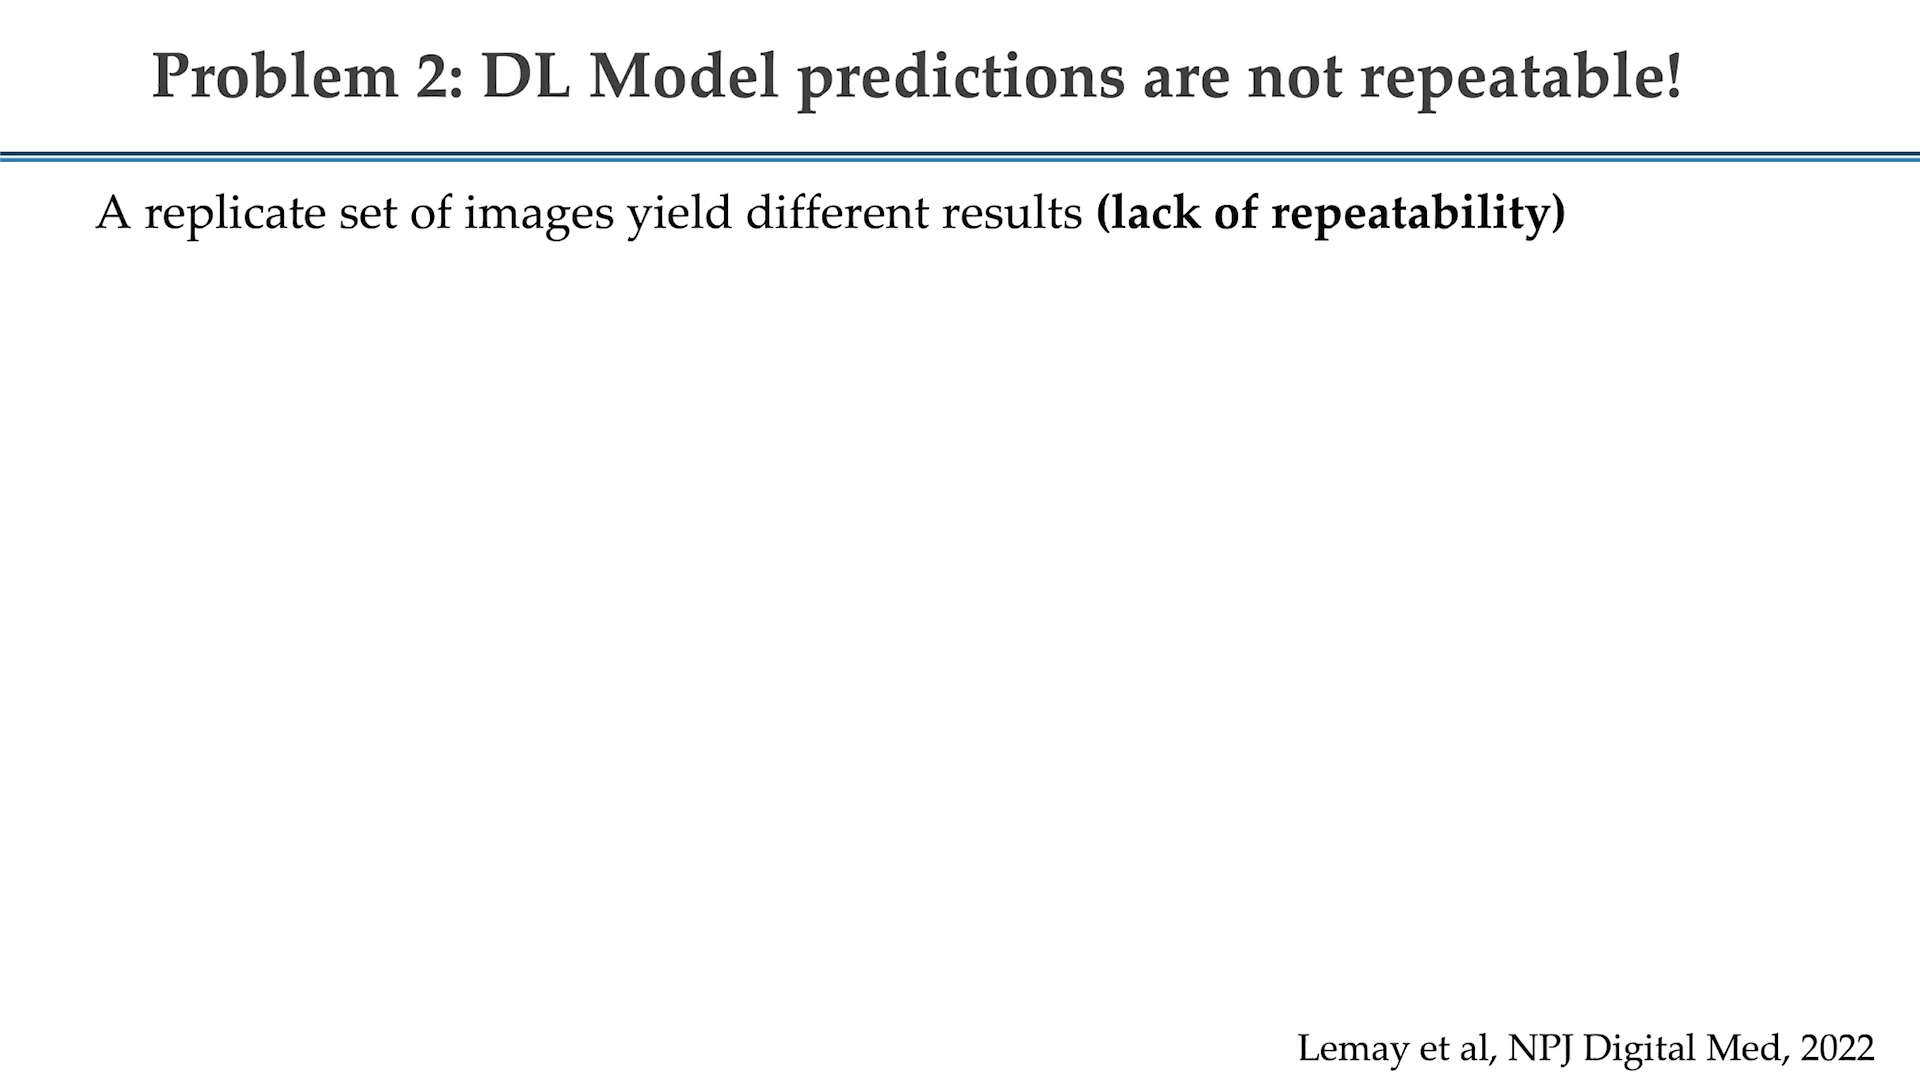 Problem 2: DL Model predictions are not repeatable!
A replicate set of images yield different results (lack of repeatability)
Lemay et al, NPJ Digital Med, 2022